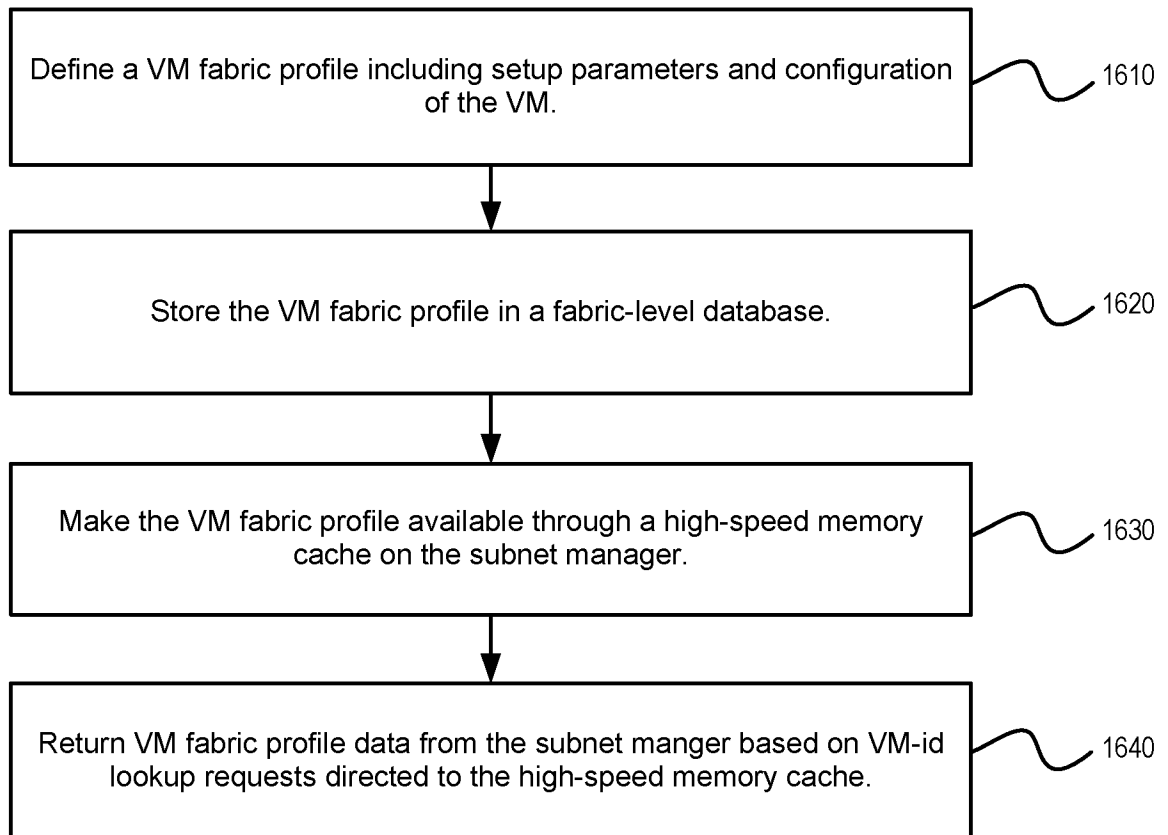 Define a VM fabric profile including setup parameters and configuration
of the VM.
1610
Store the VM fabric profile in a fabric-level database.
1620
Make the VM fabric profile available through a high-speed memory
cache on the subnet manager.
1630
Return VM fabric profile data from the subnet manger based on VM-id
lookup requests directed to the high-speed memory cache.
1640